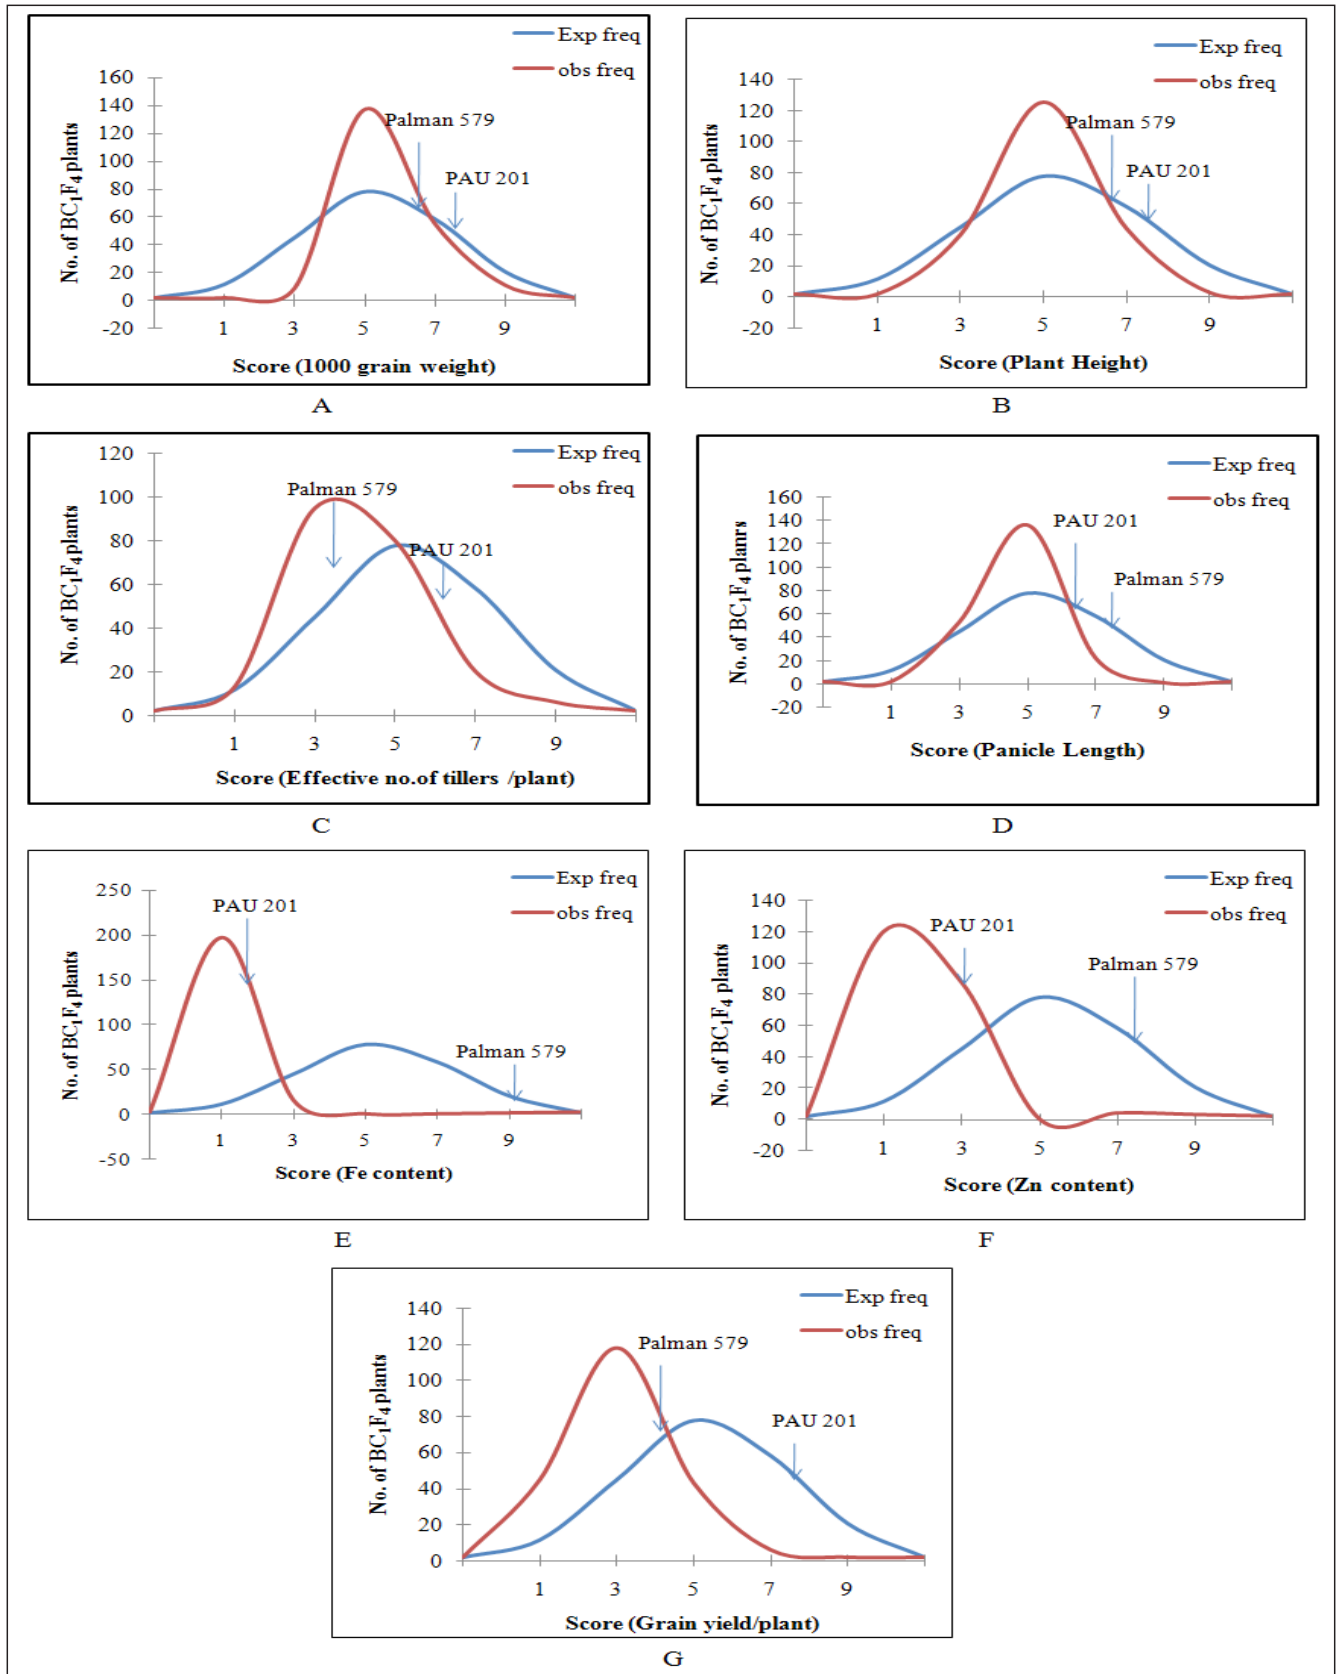 Exp freq
obs freq
160
140
120
100
80
60
40
20
0
-20
No. of BC₁F₄ plants
Palman 579
PAU 201
1 3 5 7 9
Score (1000 grain weight)
A
Exp freq
obs freq
140
120
100
80
60
40
20
0
-20
No. of BC₁F₄ plants
Palman 579
PAU 201
1 3 5 7 9
Score (Plant Height)
B
Exp freq
obs freq
120
100
80
60
40
20
0
No. of BC₁F₄ plants
Palman 579
PAU 201
1 3 5 7 9
Score (Effective no.of tillers /plant)
C
Exp freq
obs freq
160
140
120
100
80
60
40
20
0
-20
No. of BC₁F₄ planrs
PAU 201
Palman 579
1 3 5 7 9
Score (Panicle Length)
D
Exp freq
obs freq
250
200
150
100
50
0
-50
No. of BC₁F₄ plants
PAU 201
Palman 579
1 3 5 7 9
Score (Fe content)
E
Exp freq
obs freq
140
120
100
80
60
40
20
0
-20
No. of BC₁F₄ plants
PAU 201
Palman 579
1 3 5 7 9
Score (Zn content)
F
Exp freq
obs freq
140
120
100
80
60
40
20
0
No. of BC₁F₄ plants
Palman 579
PAU 201
1 3 5 7 9
Score (Grain yield/plant)
G